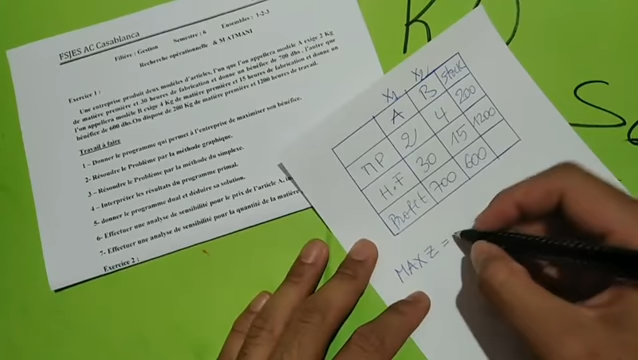 FSJES AC Casablanca
Filière : Gestion Semestre : 6 Ensembles : 1-2-3
Recherche opérationnelle & M ATMANI
Exercice 1 :
Une entreprise produit deux modèles d'articles, l'un que l'on appellera modèle A exige 2 Kg
de matière première et 30 heures de fabrication et donne un bénéfice de 700 dhs, l'autre que
l'on appellera modèle B exige 4 Kg de matière première et 15 heures de fabrication et donne un
bénéfice de 600 dhs. On dispose de 200 Kg de matière première et 1200 heures de travail.
Travail à faire
1- Donner le programme qui permet à l'entreprise de maximiser son bénéfice.
2- Résoudre le Problème par la méthode graphique.
3 – Résoudre le Problème par la méthode du simplexe.
4 – Interpréter les résultats du programme primal.
5. donner le programme dual et déduire sa solution.
6- Effectuer une analyse de sensibilité pour le prix de l'article A,
7- Effectuer une analyse de sensibilité pour la quantité de la matière
Exercice 2 :
X1 X2
A B Stock
MP 2 4 200
H.F 30 15 1200
Profit 700 600
MAX Z =
R
S